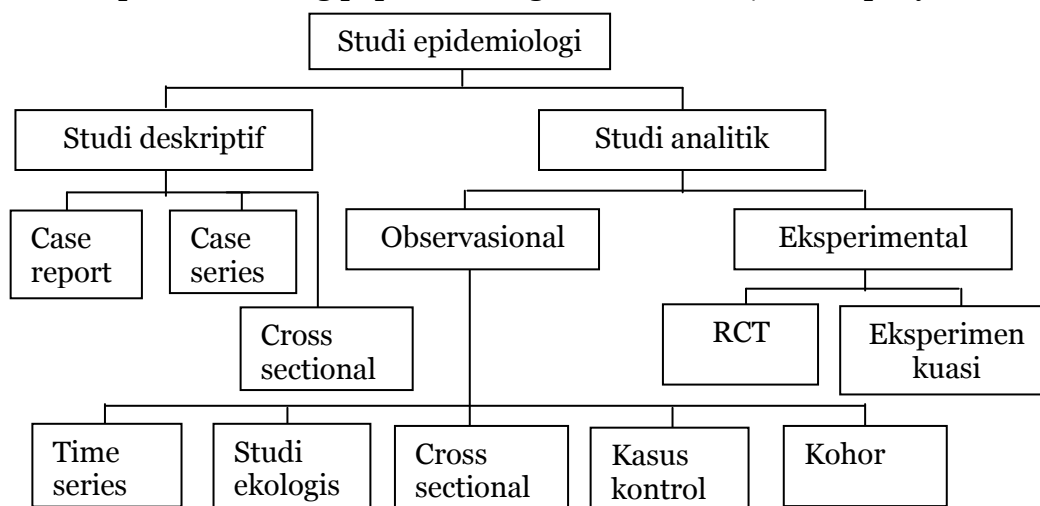 Studi epidemiologi
Studi deskriptif
Studi analitik
Case
report
Case
series
Cross
sectional
Observasional
Eksperimental
RCT
Eksperimen
kuasi
Time
series
Studi
ekologis
Cross
sectional
Kasus
kontrol
Kohor